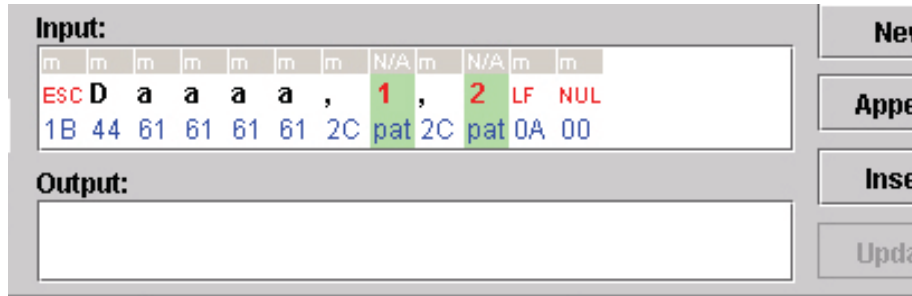 Input:
m m m m m m m N/A m N/A m m
ESC D a a a a , 1 , 2 LF NUL
1B 44 61 61 61 61 2C pat 2C pat 0A 00
Output:
New
Appe
Inse
Upda